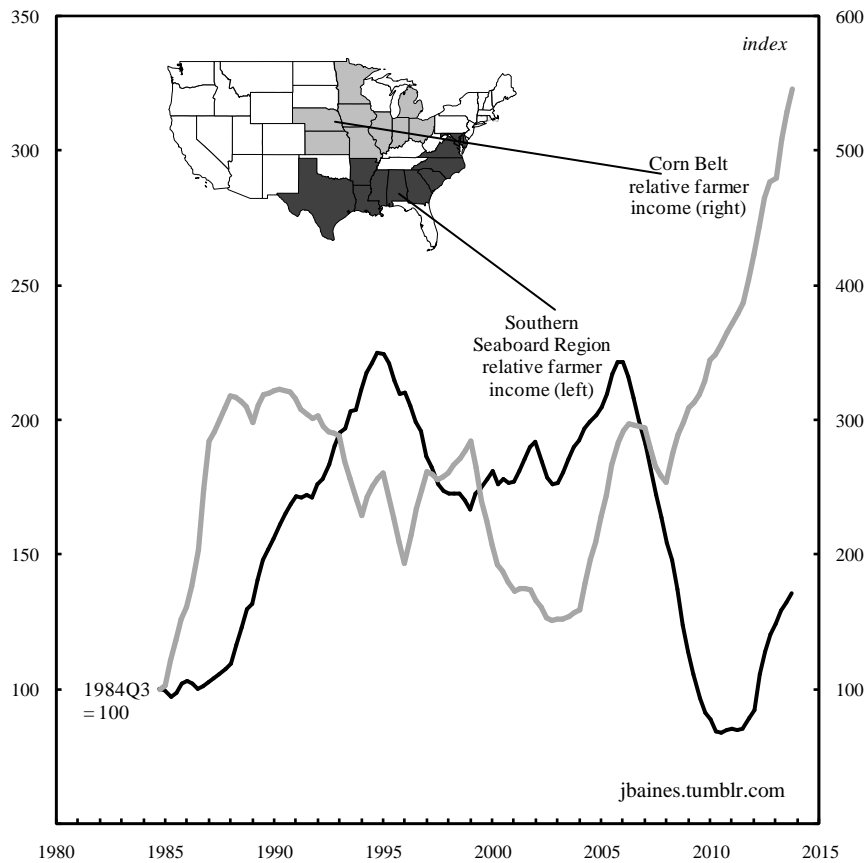 350
600
index
300
500
Corn Belt
relative farmer
income (right)
250
400
Southern
Seaboard Region
relative farmer
income (left)
200
300
150
200
100
1984Q3
= 100
100
jbaines.tumblr.com
1980
1985
1990
1995
2000
2005
2010
2015